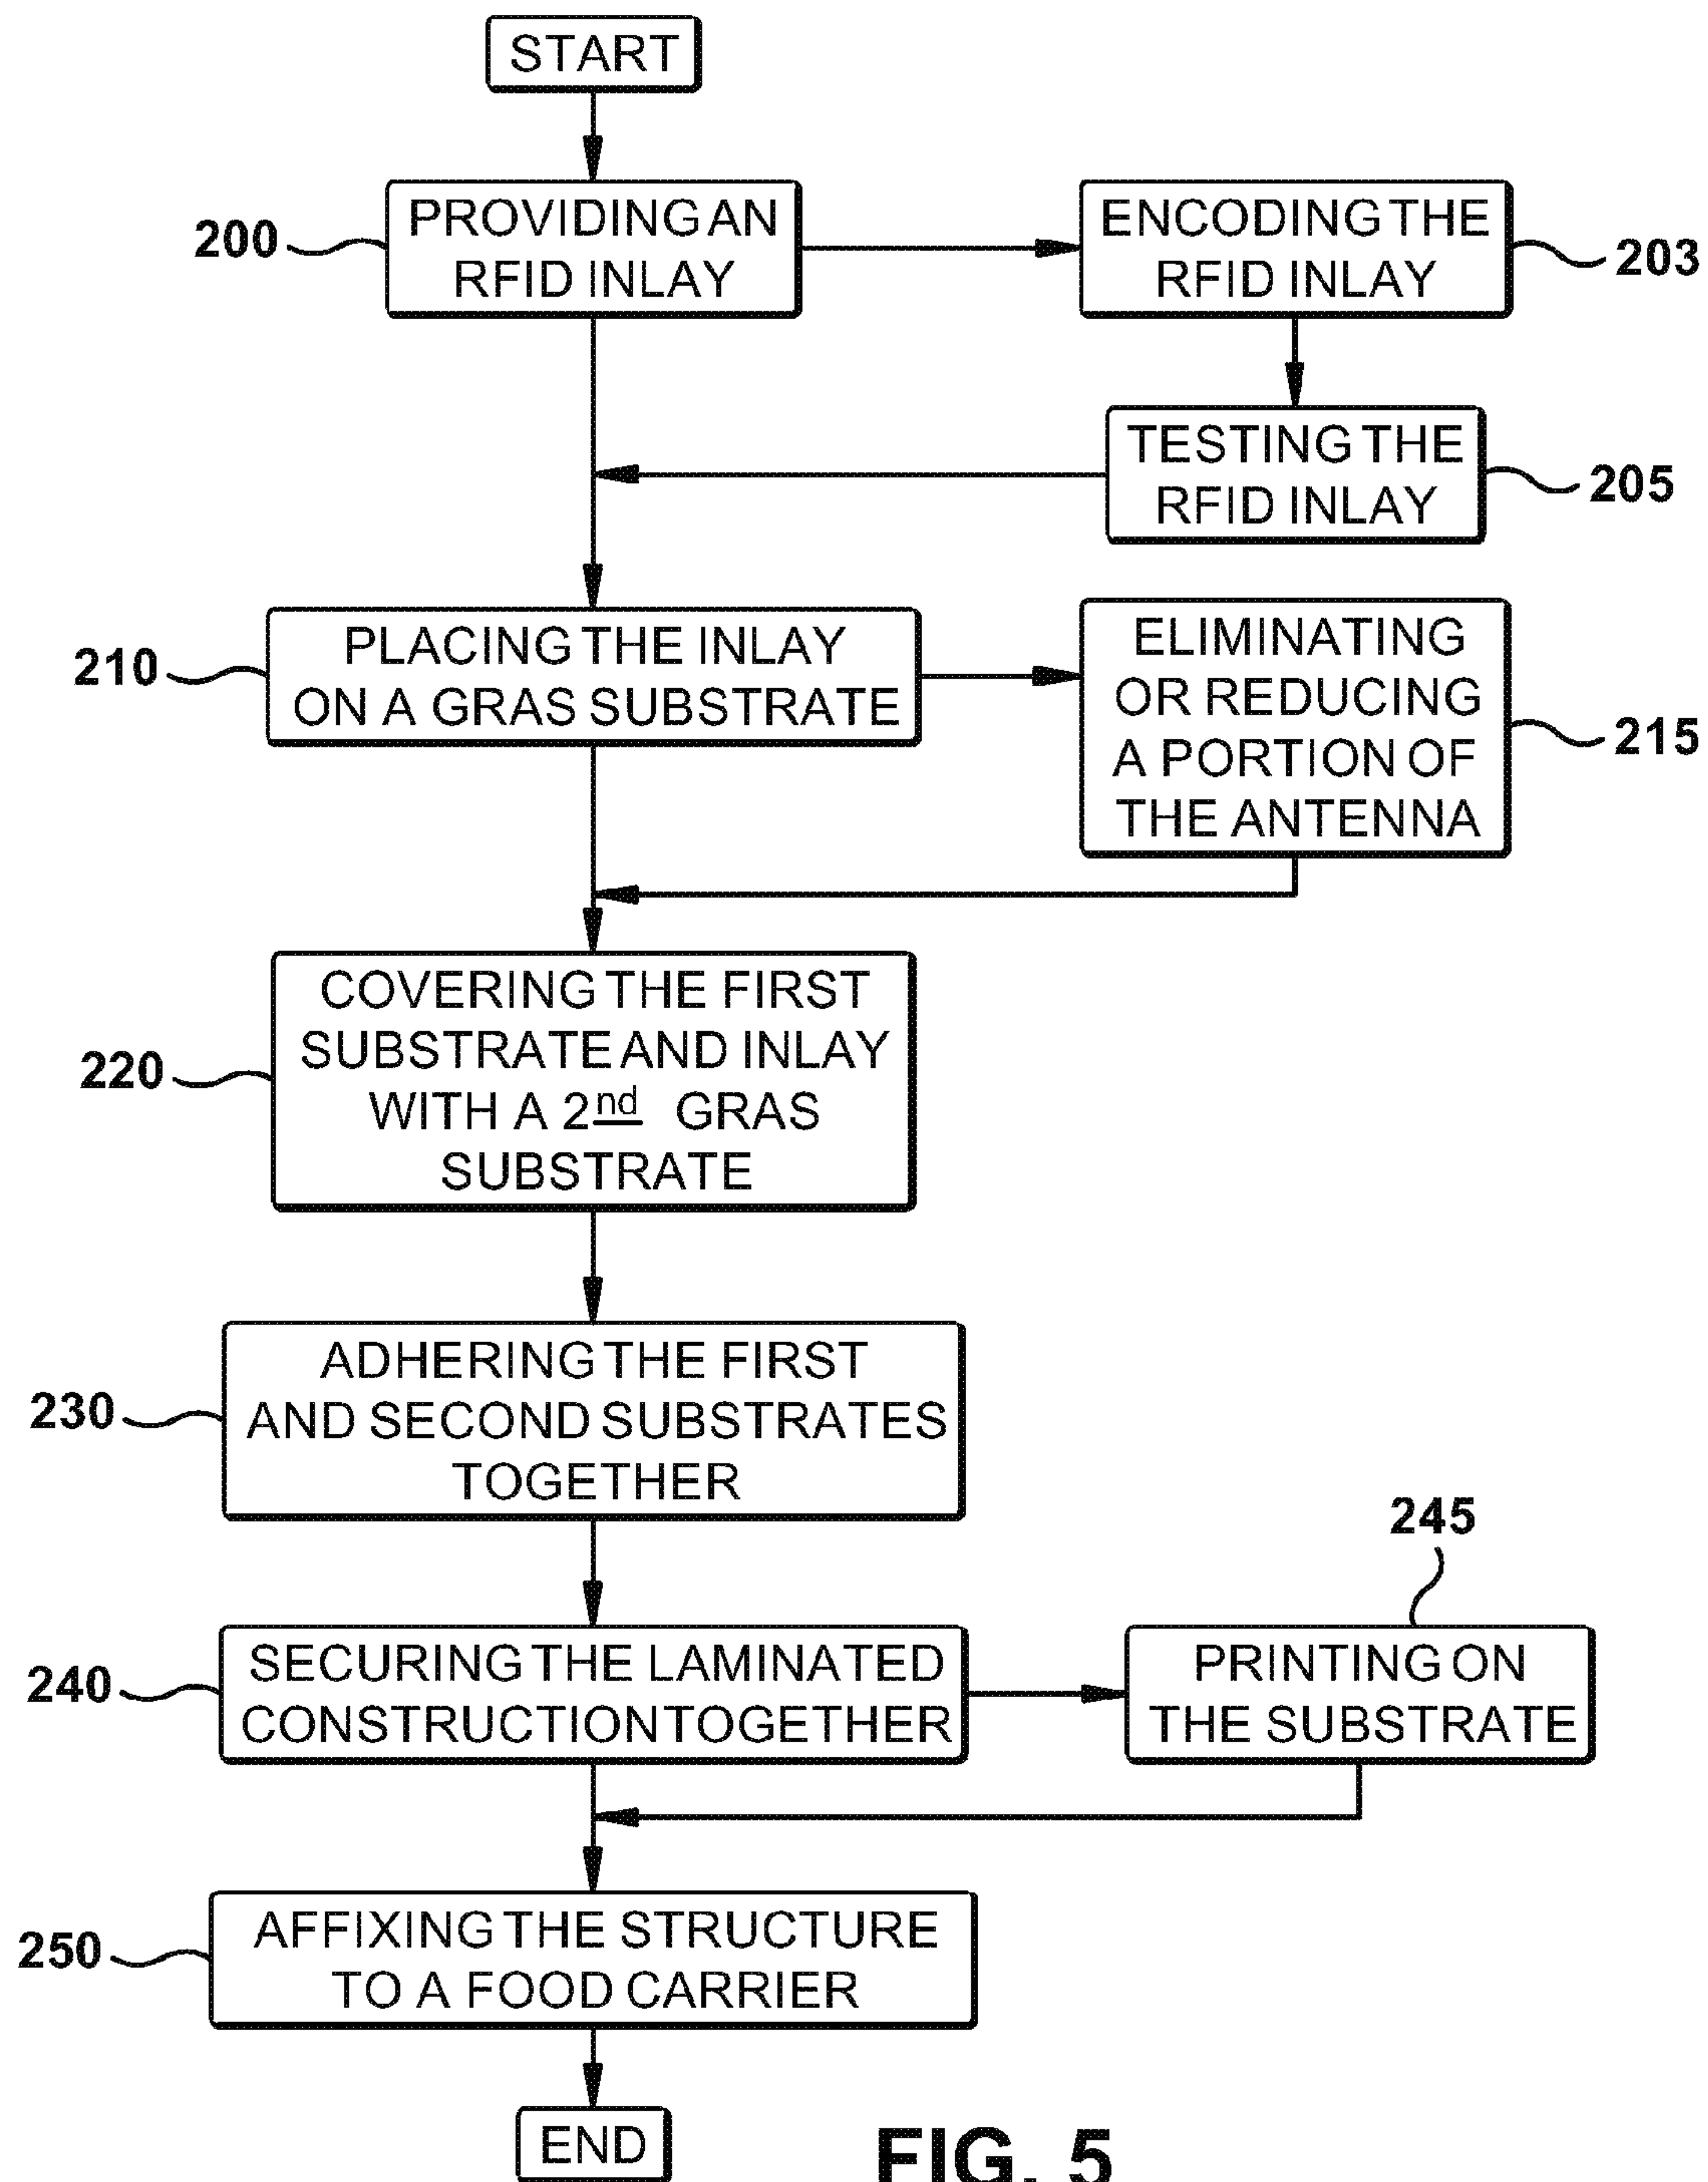 START
200
PROVIDING AN
RFID INLAY
ENCODING THE
RFID INLAY
203
TESTING THE
RFID INLAY
205
210
PLACING THE INLAY
ON A GRAS SUBSTRATE
ELIMINATING
OR REDUCING
A PORTION OF
THE ANTENNA
215
220
COVERING THE FIRST
SUBSTRATE AND INLAY
WITH A 2nd GRAS
SUBSTRATE
230
ADHERING THE FIRST
AND SECOND SUBSTRATES
TOGETHER
240
SECURING THE LAMINATED
CONSTRUCTION TOGETHER
245
PRINTING ON
THE SUBSTRATE
250
AFFIXING THE STRUCTURE
TO A FOOD CARRIER
END
FIG. 5